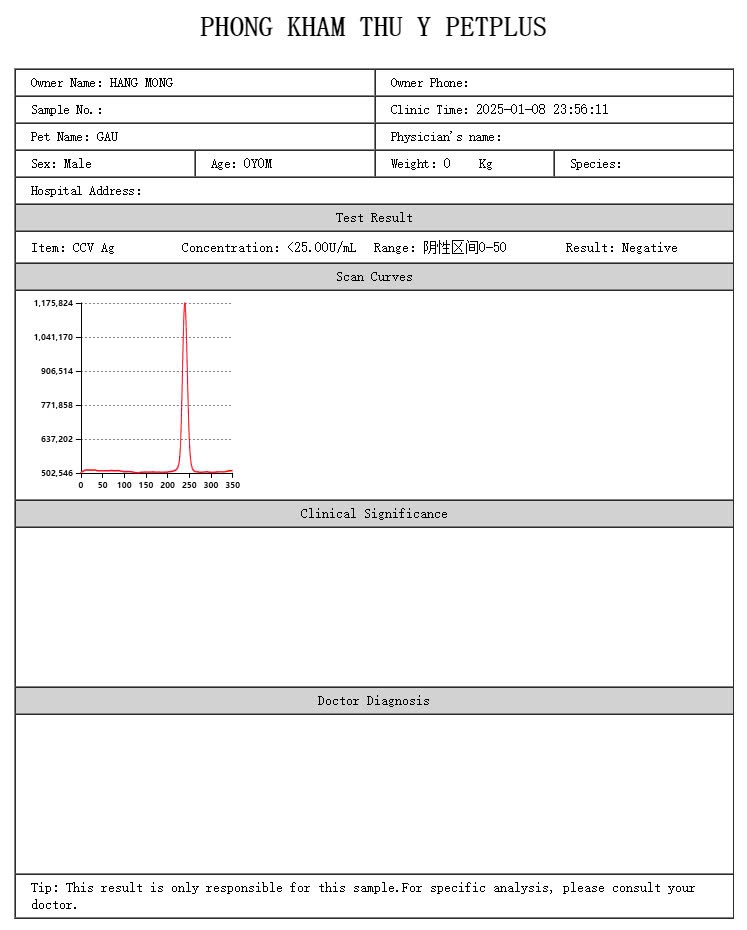 PHONG KHAM THU Y PETPLUS
Owner Name: HANG MONG Owner Phone:
Sample No.: Clinic Time: 2025-01-08 23:56:11
Pet Name: GAU Physician's name:
Sex: Male Age: 0Y0M Weight: 0 Kg Species:
Hospital Address:
Test Result
Item: CCV Ag Concentration: <25.00U/mL Range: 阴性区间0-50 Result: Negative
Scan Curves
1,175,824
1,041,170
906,514
771,858
637,202
502,546
0 50 100 150 200 250 300 350
Clinical Significance
Doctor Diagnosis
Tip: This result is only responsible for this sample.For specific analysis, please consult your
doctor.